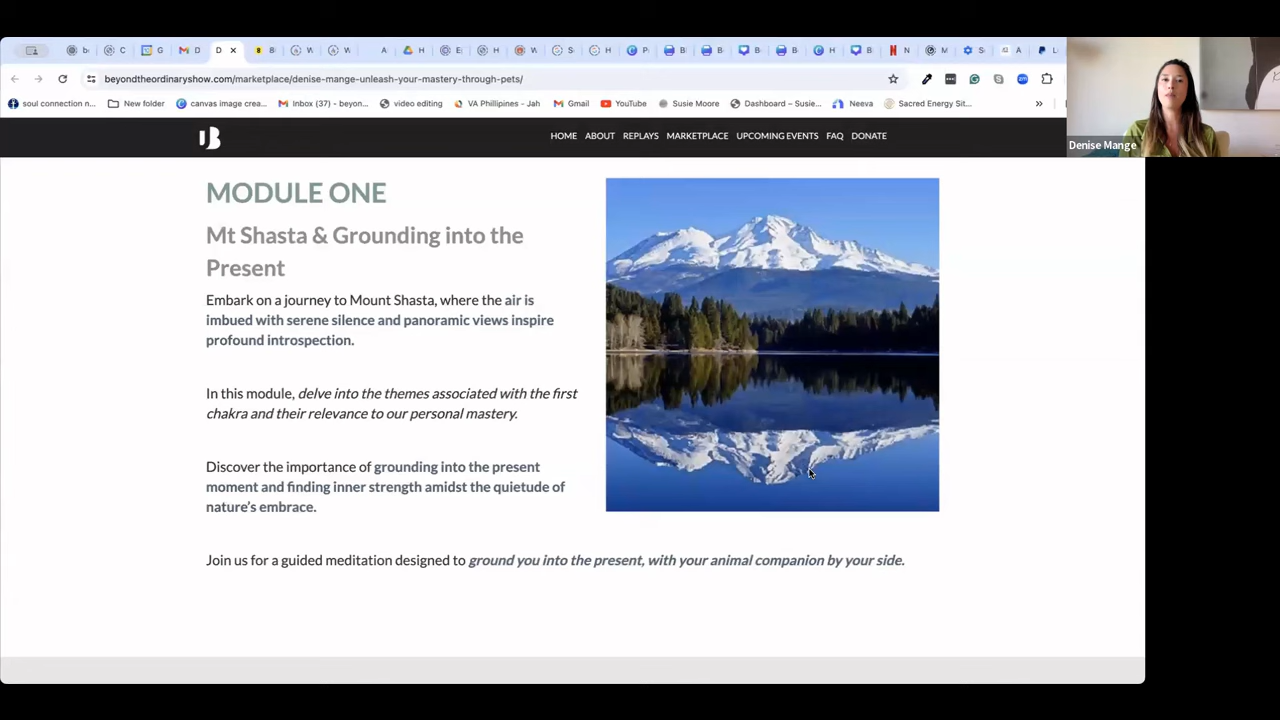 D
G
D
8
W
W
A
H
E
H
W
S
H
P
B
B
B
B
H
B
N
M
S
A
L
beyondtheordinaryshow.com/marketplace/denise-mange-unleash-your-mastery-through-pets/
soul connection n... New folder canvas image crea... Inbox (37) – beyon... video editing VA Phillipines - Jah Gmail YouTube Susie Moore Dashboard – Susie... Neeva Sacred Energy Sit... »
Denise Mange
HOME ABOUT REPLAYS MARKETPLACE UPCOMING EVENTS FAQ DONATE
MODULE ONE
Mt Shasta & Grounding into the
Present
Embark on a journey to Mount Shasta, where the air is
imbued with serene silence and panoramic views inspire
profound introspection.
In this module, delve into the themes associated with the first
chakra and their relevance to our personal mastery.
Discover the importance of grounding into the present
moment and finding inner strength amidst the quietude of
nature’s embrace.
Join us for a guided meditation designed to ground you into the present, with your animal companion by your side.